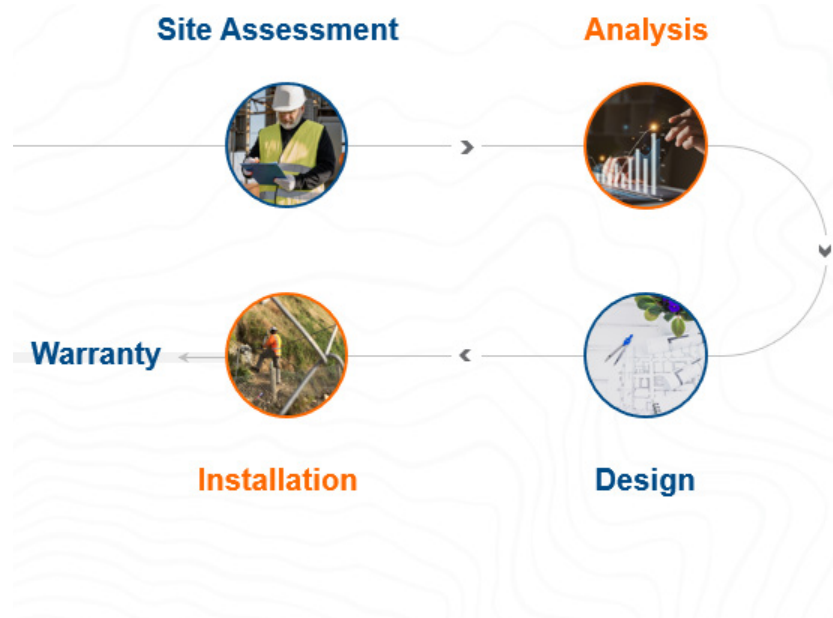 Site Assessment
Analysis
Design
Installation
Warranty